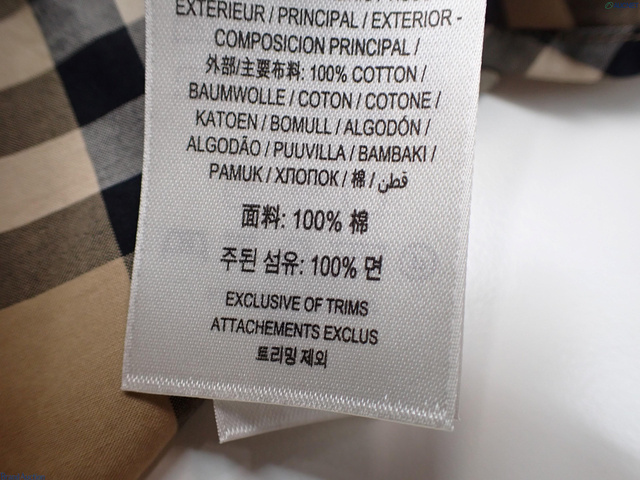 EXTÉRIEUR / PRINCIPAL / EXTERIOR -
COMPOSICION PRINCIPAL /
外部/主要布料: 100% COTTON /
BAUMWOLLE / COTON / COTONE /
KATOEN / BOMULL / ALGODÓN /
ALGODÃO / PUUVILLA / BAMBAKI /
PAMUK / ХЛОПОК / 棉 / قطن
面料: 100% 棉
주된 섬유: 100% 면
EXCLUSIVE OF TRIMS
ATTACHEMENTS EXCLUS
트리밍 제외